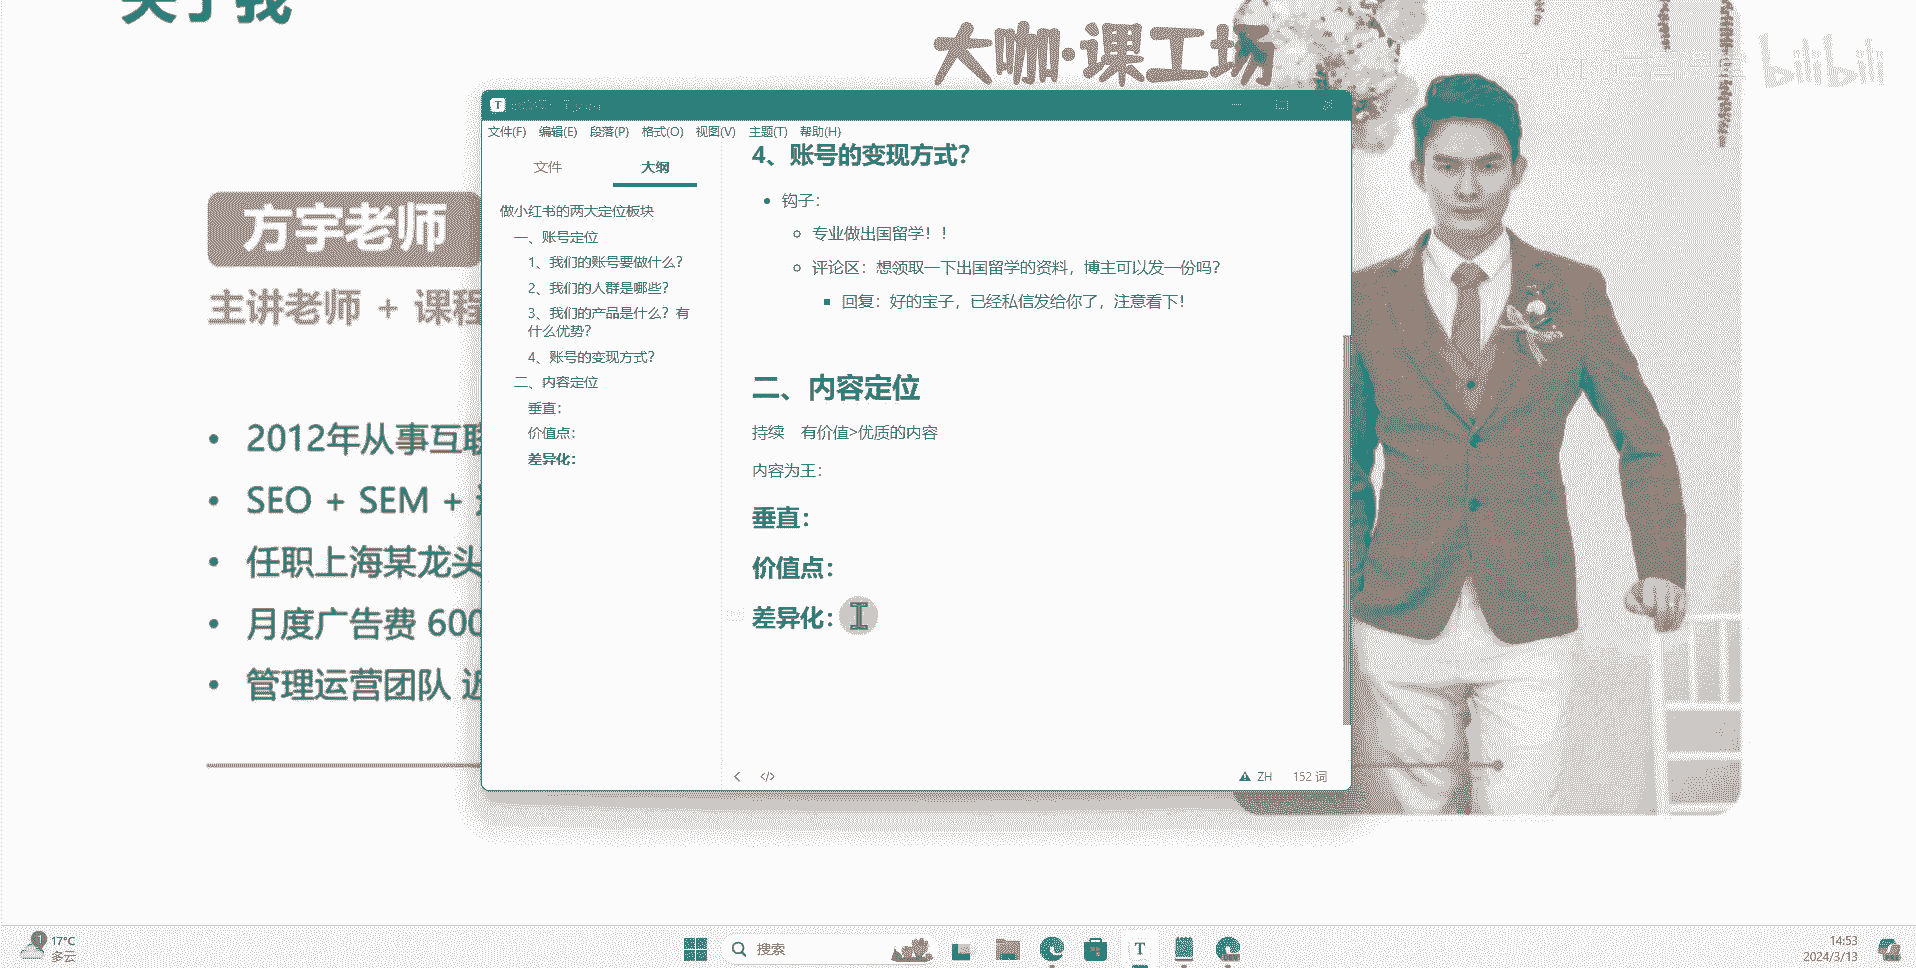 关于我
大咖·课工场
bilibili
方宇老师
主讲老师 + 课程
• 2012年从事互联
• SEO + SEM +
• 任职上海某龙头
• 月度广告费 600
• 管理运营团队 近
文件(F) 编辑(E) 段落(P) 格式(O) 视图(V) 主题(T) 帮助(H)
文件 大纲
做小红书的两大定位板块
一、账号定位
1、我们的账号要做什么？
2、我们的人群是哪些？
3、我们的产品是什么？有
什么优势？
4、账号的变现方式？
二、内容定位
垂直：
价值点：
差异化：
4、账号的变现方式？
• 钩子：
专业做出国留学！！
评论区：想领取一下出国留学的资料，博主可以发一份吗？
回复：好的宝子，已经私信发给你了，注意看下！
二、内容定位
持续 有价值>优质的内容
内容为王：
垂直：
价值点：
差异化：
</> ZH 152 词
17°C
多云
搜索
14:53
2024/3/13